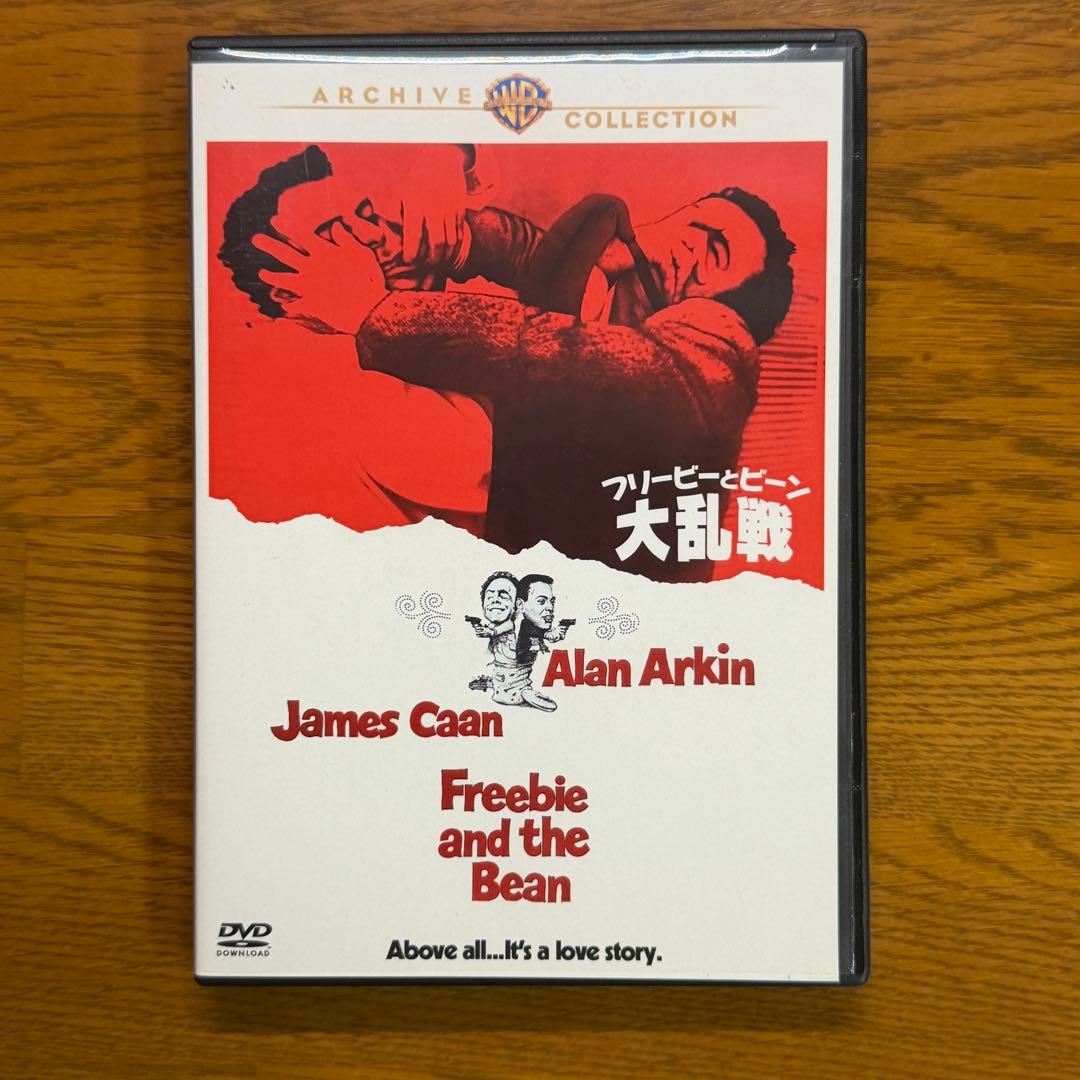 ARCHIVE WB COLLECTION
フリービーとビーン
大乱戦
Alan Arkin
James Caan
Freebie
and the
Bean
DVD
DOWNLOAD
Above all...It's a love story.